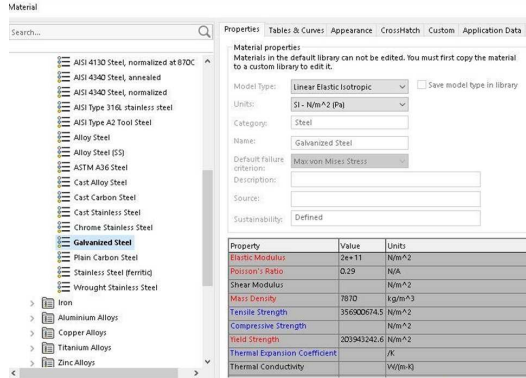 Material
Search...
AISI 4130 Steel, normalized at 870C
AISI 4340 Steel, annealed
AISI 4340 Steel, normalized
AISI Type 316L stainless steel
AISI Type A2 Tool Steel
Alloy Steel
Alloy Steel (SS)
ASTM A36 Steel
Cast Alloy Steel
Cast Carbon Steel
Cast Stainless Steel
Chrome Stainless Steel
Galvanized Steel
Plain Carbon Steel
Stainless Steel (ferritic)
Wrought Stainless Steel
Iron
Aluminium Alloys
Copper Alloys
Titanium Alloys
Zinc Alloys
Properties Tables & Curves Appearance CrossHatch Custom Application Data
Material properties
Materials in the default library can not be edited. You must first copy the material
to a custom library to edit it.
Model Type: Linear Elastic Isotropic Save model type in library
Units: SI - N/m^2 (Pa)
Category: Steel
Name: Galvanized Steel
Default failure criterion: Max von Mises Stress
Description:
Source:
Sustainability: Defined
Property Value Units
Elastic Modulus 2e+11 N/m^2
Poisson's Ratio 0.29 N/A
Shear Modulus N/m^2
Mass Density 7870 kg/m^3
Tensile Strength 356900674.5 N/m^2
Compressive Strength N/m^2
Yield Strength 203943242.6 N/m^2
Thermal Expansion Coefficient /K
Thermal Conductivity W/(m·K)